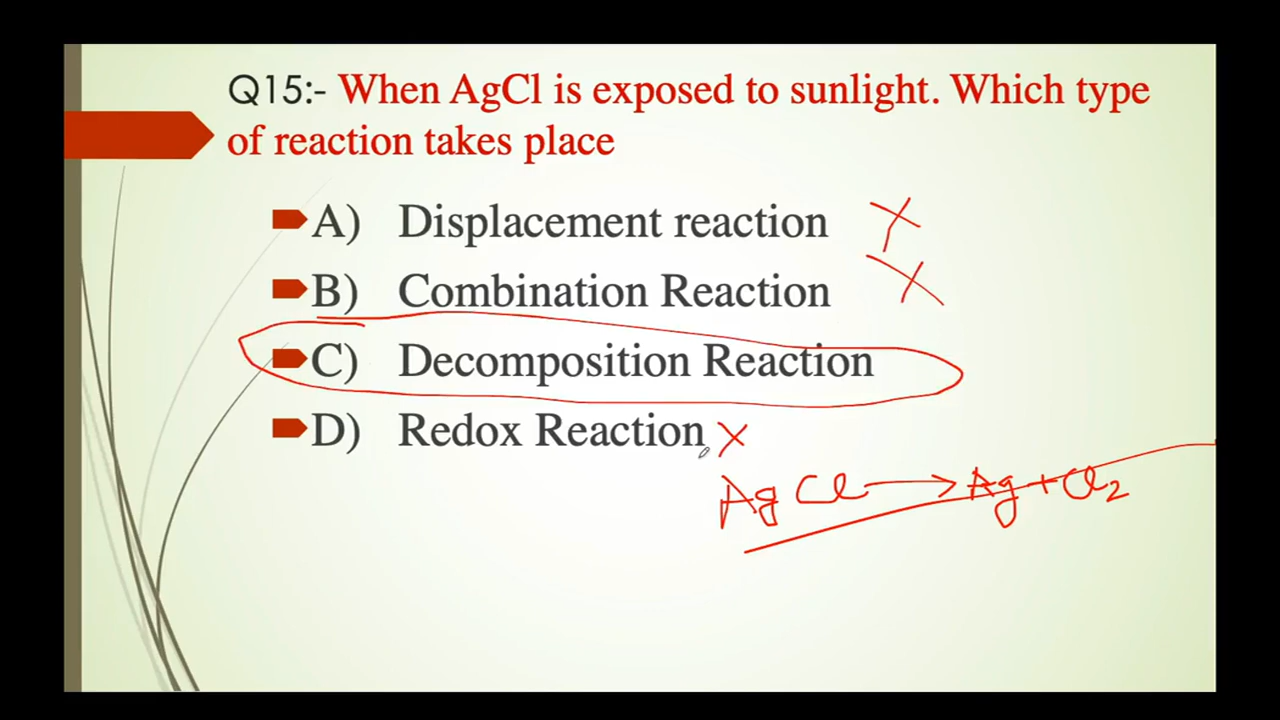 Q15:- When AgCl is exposed to sunlight. Which type
of reaction takes place
A) Displacement reaction X
B) Combination Reaction X
C) Decomposition Reaction
D) Redox Reaction X
AgCl → Ag + Cl2